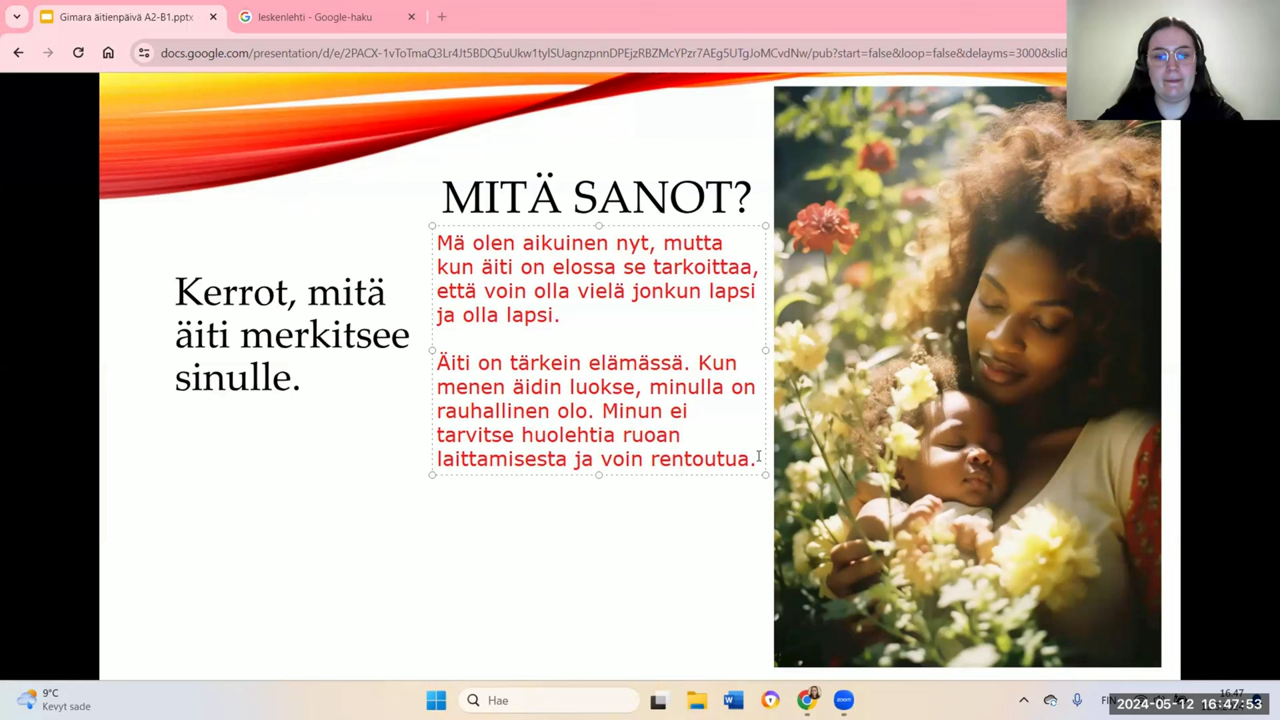 Gimara äitienpäivä A2-B1.pptx
leskenlehti - Google-haku
docs.google.com/presentation/d/e/2PACX-1vToTmaQ3Lr4Jt5BDQ5uUkw1tylSUagnzpnnDPEjzRBZMcYPzr7AEg5UTgJoMCvdNw/pub?start=false&loop=false&delayms=3000&slid
MITÄ SANOT?
Kerrot, mitä
äiti merkitsee
sinulle.
Mä olen aikuinen nyt, mutta
kun äiti on elossa se tarkoittaa,
että voin olla vielä jonkun lapsi
ja olla lapsi.
Äiti on tärkein elämässä. Kun
menen äidin luokse, minulla on
rauhallinen olo. Minun ei
tarvitse huolehtia ruoan
laittamisesta ja voin rentoutua.
9°C
Kevyt sade
Hae
zoom
FIN
16.47
2024-05-12 16:47:53